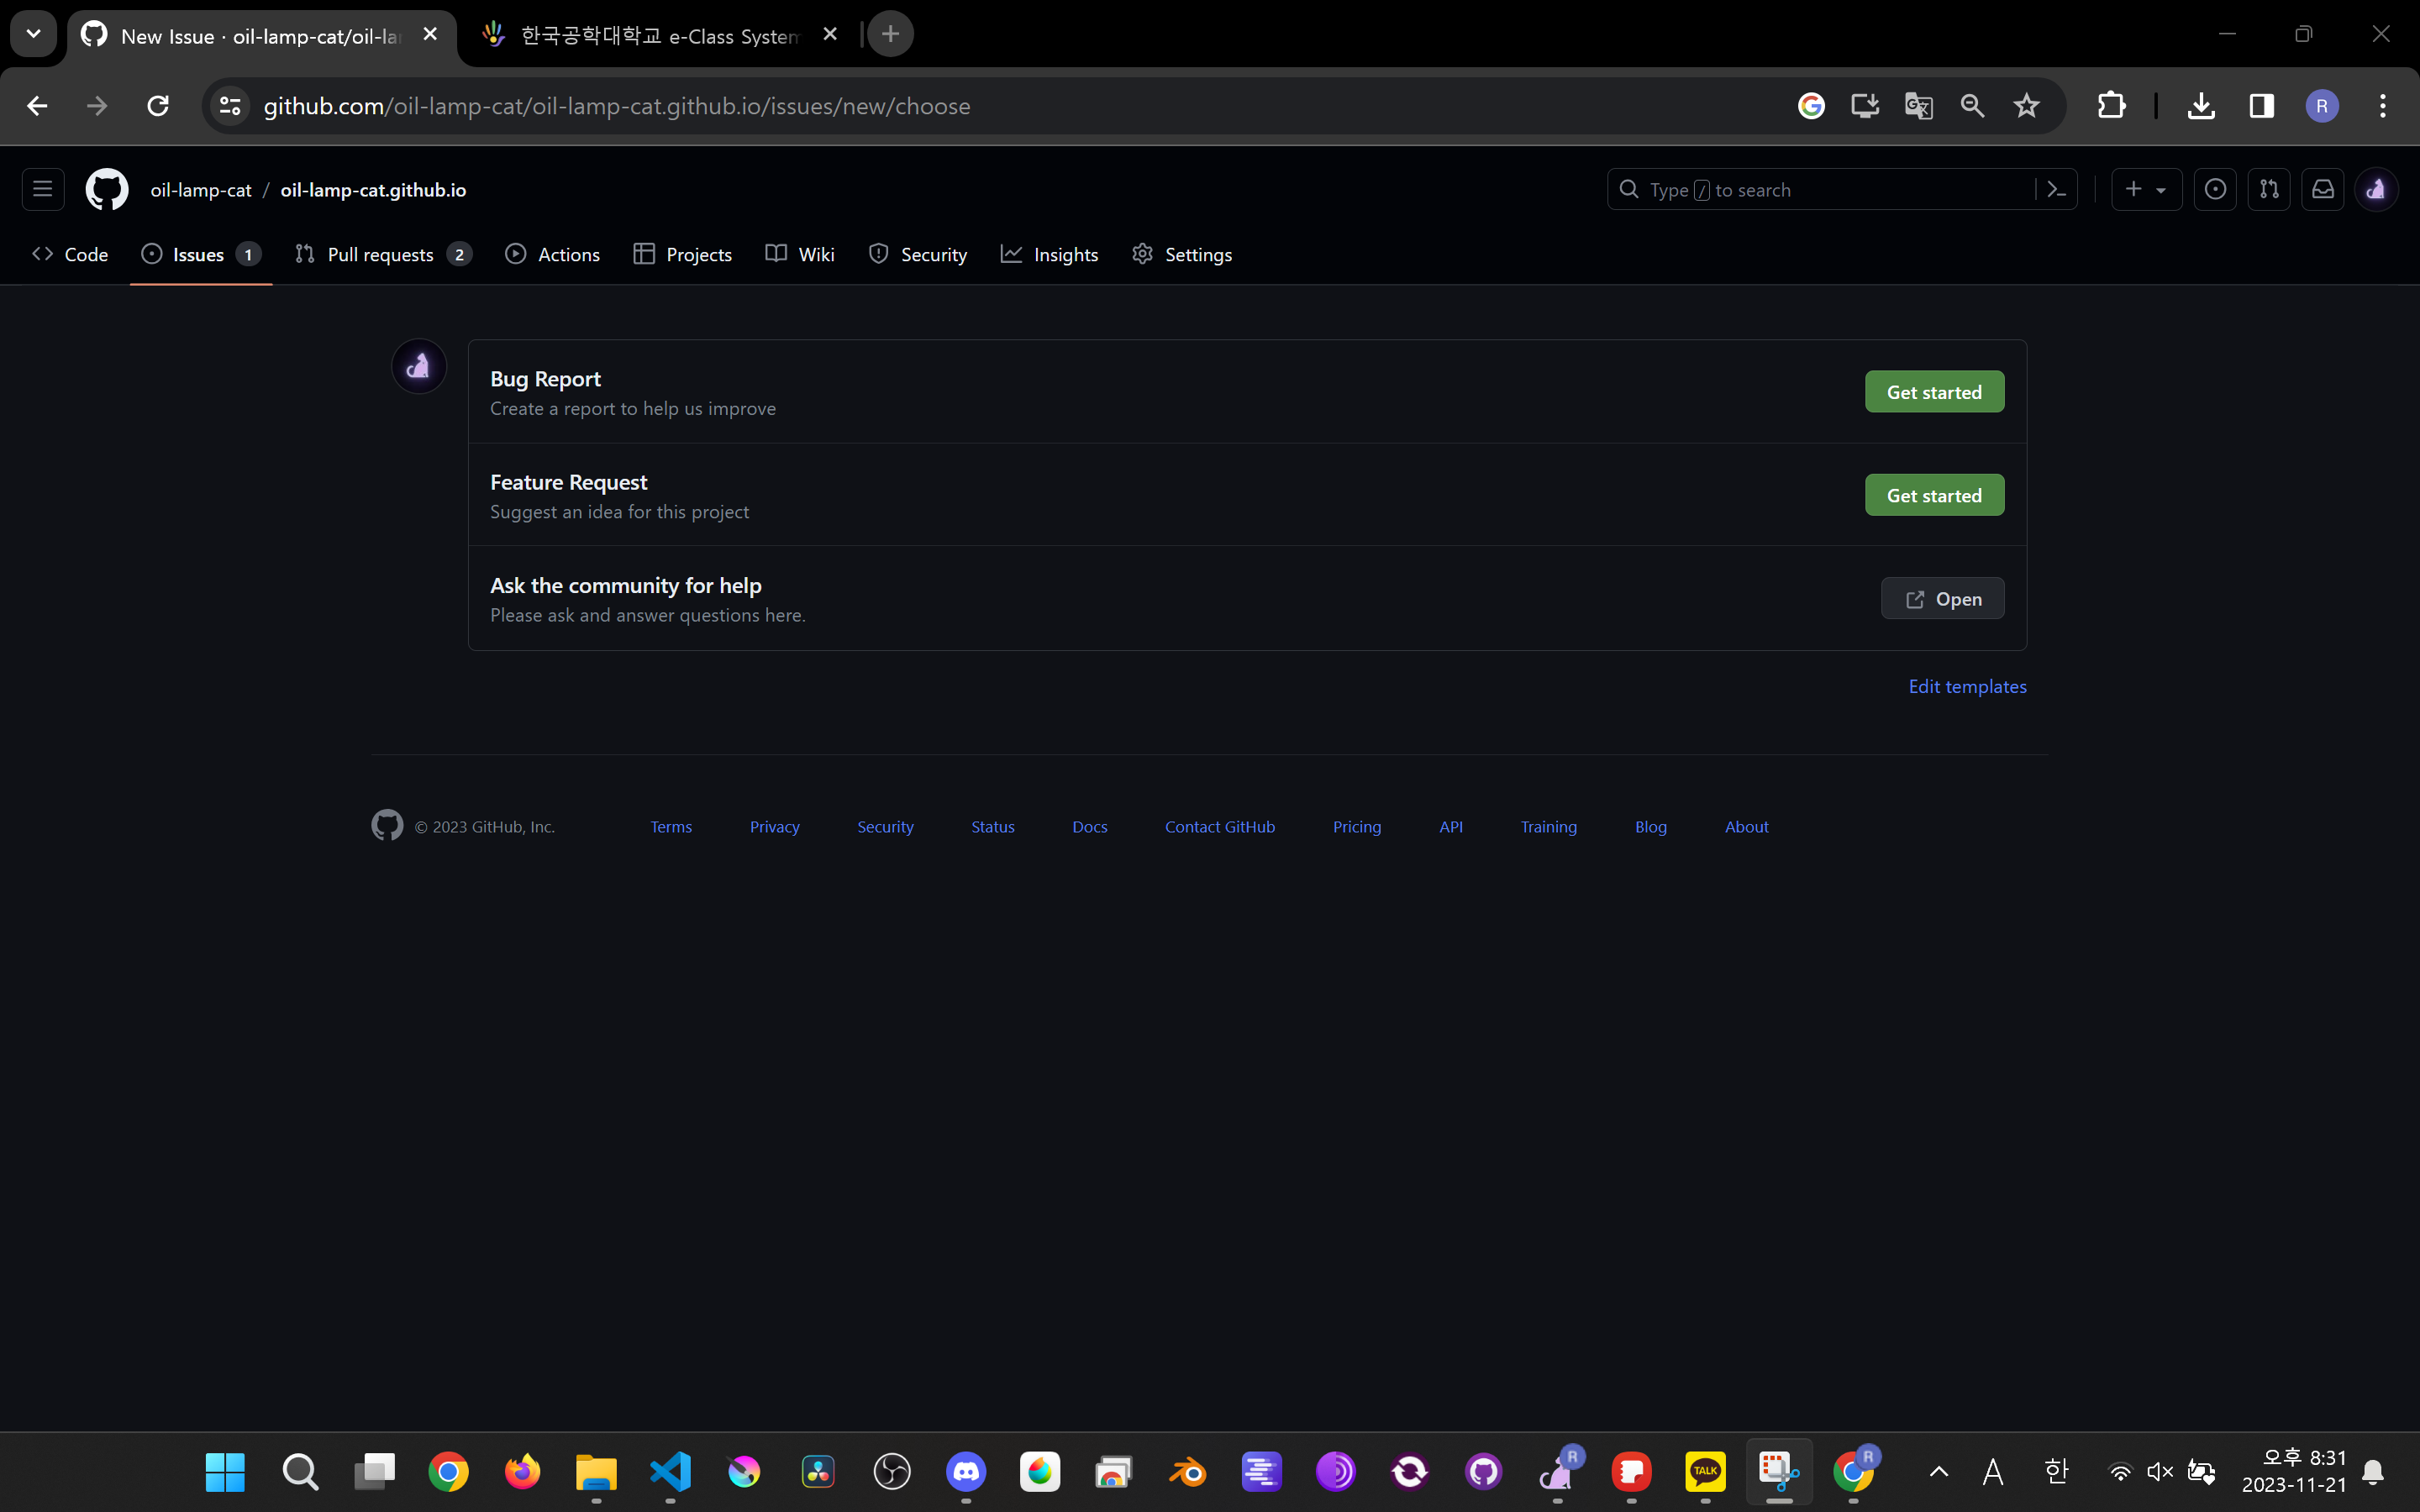 New Issue · oil-lamp-cat/oil-la
한국공학대학교 e-Class System
github.com/oil-lamp-cat/oil-lamp-cat.github.io/issues/new/choose
R
oil-lamp-cat / oil-lamp-cat.github.io
Type / to search
Code
Issues 1
Pull requests 2
Actions
Projects
Wiki
Security
Insights
Settings
Bug Report
Create a report to help us improve
Get started
Feature Request
Suggest an idea for this project
Get started
Ask the community for help
Please ask and answer questions here.
Open
Edit templates
© 2023 GitHub, Inc.
Terms
Privacy
Security
Status
Docs
Contact GitHub
Pricing
API
Training
Blog
About
R
TALK
R
A
한
오후 8:31
2023-11-21